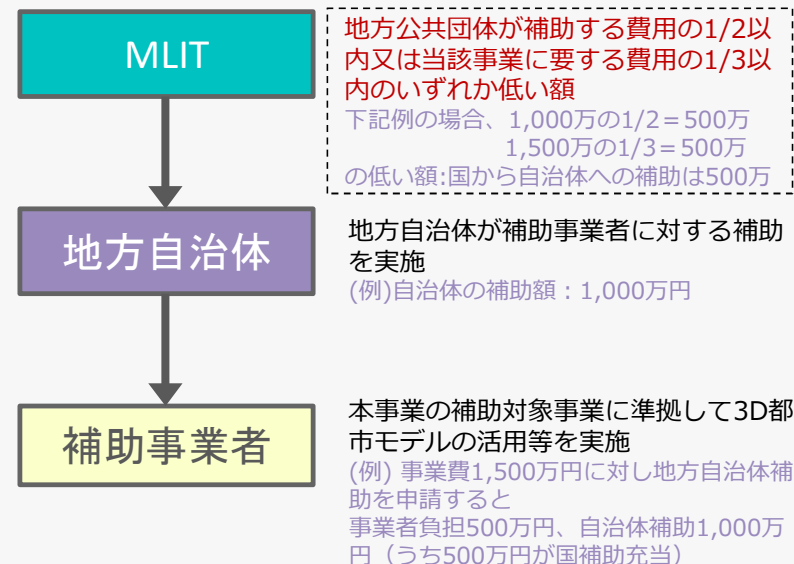 MLIT
地方公共団体が補助する費用の1/2以
内又は当該事業に要する費用の1/3以
内のいずれか低い額
下記例の場合、1,000万の1/2＝500万
1,500万の1/3＝500万
の低い額:国から自治体への補助は500万
地方自治体
地方自治体が補助事業者に対する補助
を実施
(例)自治体の補助額：1,000万円
補助事業者
本事業の補助対象事業に準拠して3D都
市モデルの活用等を実施
(例) 事業費1,500万円に対し地方自治体補
助を申請すると
事業者負担500万円、自治体補助1,000万
円（うち500万円が国補助充当）